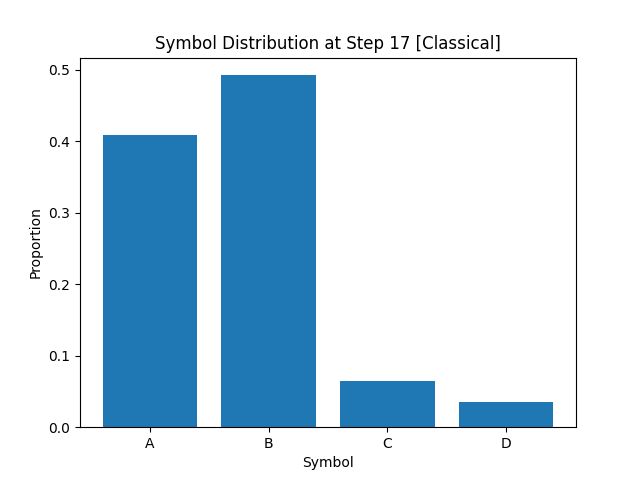 Symbol Distribution at Step 17 [Classical]
0.5
0.4
0.3
0.2
0.1
0.0
Proportion
A B C D
Symbol